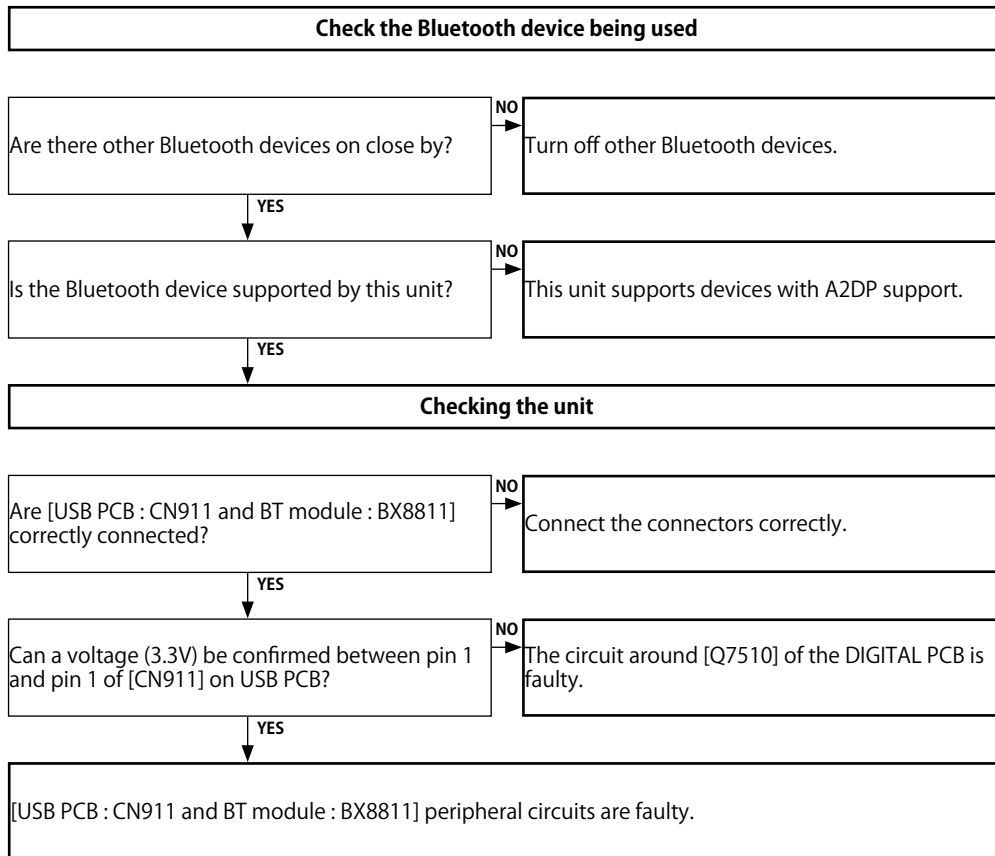 Check the Bluetooth device being used
Are there other Bluetooth devices on close by?
NO
Turn off other Bluetooth devices.
YES
Is the Bluetooth device supported by this unit?
NO
This unit supports devices with A2DP support.
YES
Checking the unit
Are [USB PCB : CN911 and BT module : BX8811]
correctly connected?
NO
Connect the connectors correctly.
YES
Can a voltage (3.3V) be confirmed between pin 1
and pin 1 of [CN911] on USB PCB?
NO
The circuit around [Q7510] of the DIGITAL PCB is
faulty.
YES
[USB PCB : CN911 and BT module : BX8811] peripheral circuits are faulty.